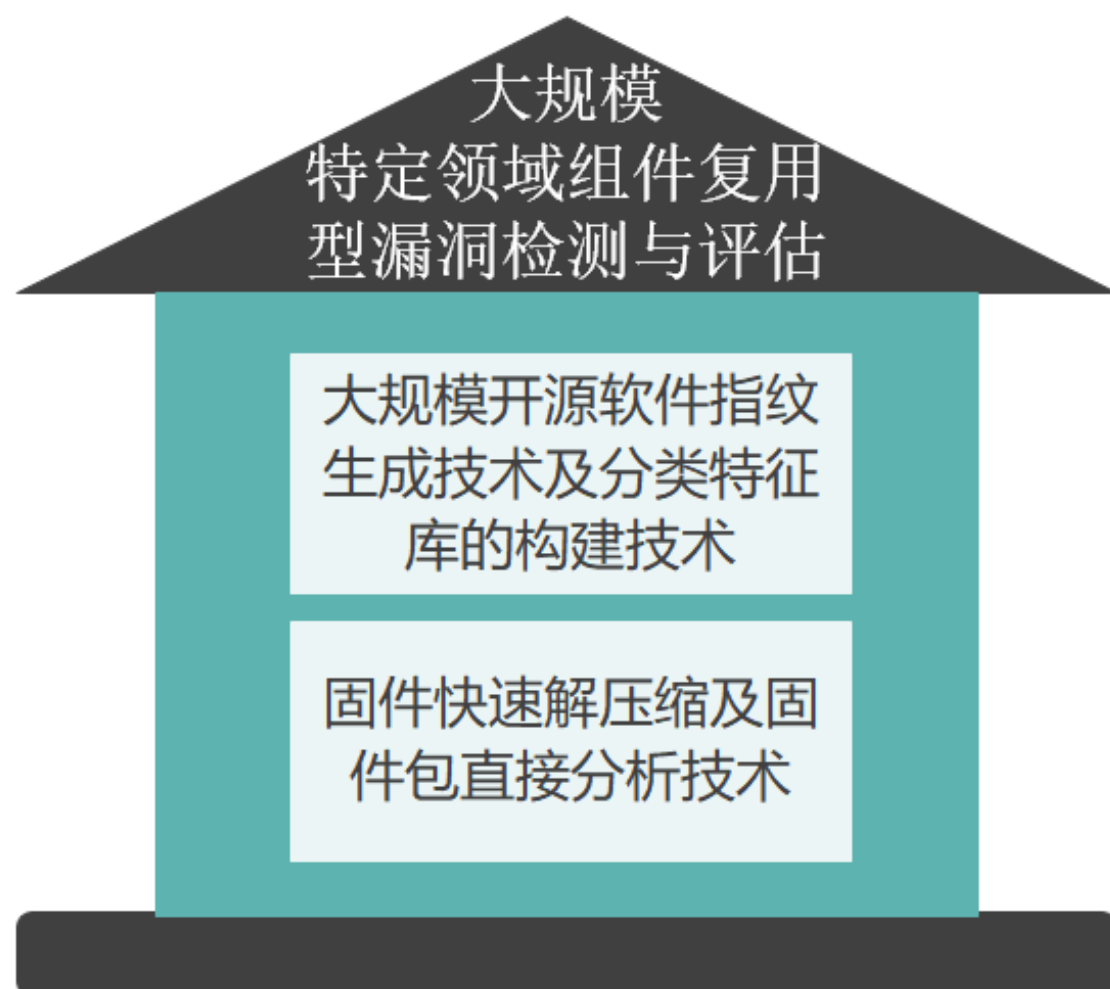 大规模
特定领域组件复用
型漏洞检测与评估
大规模开源软件指纹
生成技术及分类特征
库的构建技术
固件快速解压缩及固
件包直接分析技术